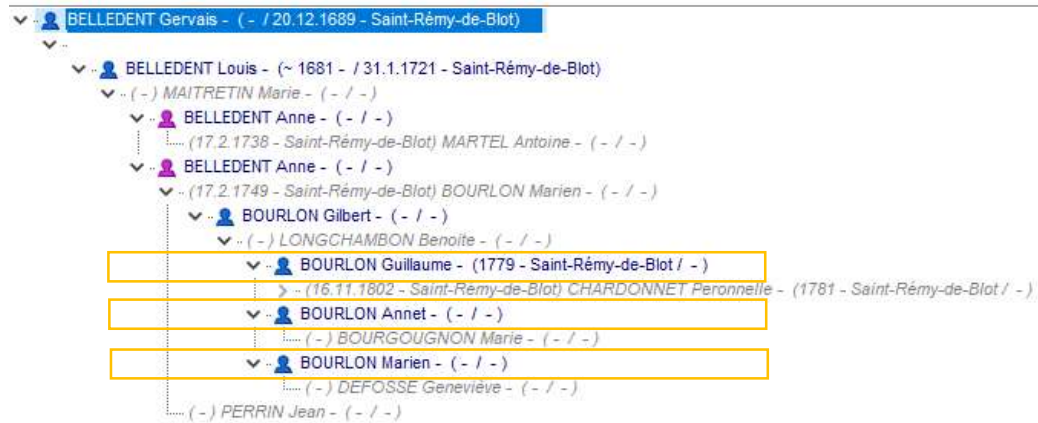 BELLEDENT Gervais - ( - / 20.12.1689 - Saint-Rémy-de-Blot)
BELLEDENT Louis - (~ 1681 - / 31.1.1721 - Saint-Rémy-de-Blot)
( - ) MAITRETIN Marie - ( - / - )
BELLEDENT Anne - ( - / - )
(17.2.1738 - Saint-Rémy-de-Blot) MARTEL Antoine - ( - / - )
BELLEDENT Anne - ( - / - )
(17.2.1749 - Saint-Rémy-de-Blot) BOURLON Marien - ( - / - )
BOURLON Gilbert - ( - / - )
( - ) LONGCHAMBON Benoite - ( - / - )
BOURLON Guillaume - (1779 - Saint-Rémy-de-Blot / - )
(16.11.1802 - Saint-Rémy-de-Blot) CHARDONNET Peronnelle - (1781 - Saint-Rémy-de-Blot / - )
BOURLON Annet - ( - / - )
( - ) BOURGOUGNON Marie - ( - / - )
BOURLON Marien - ( - / - )
( - ) DEFOSSE Geneviève - ( - / - )
( - ) PERRIN Jean - ( - / - )